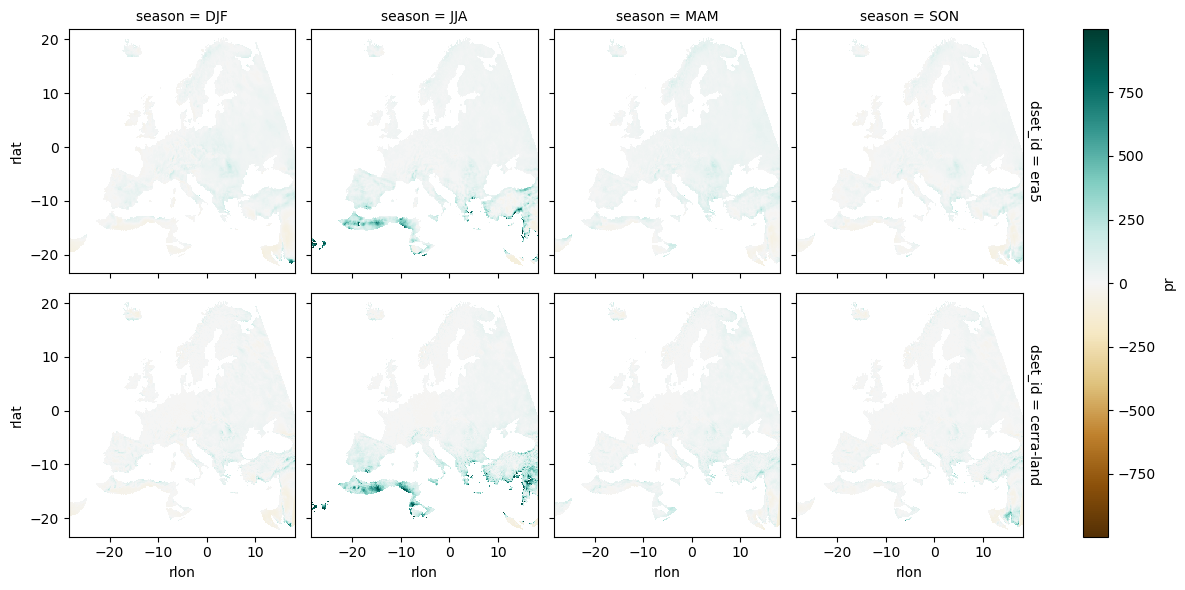 season = DJF
season = JJA
season = MAM
season = SON
20
10
0
−10
−20
rlat
dset_id = era5
20
10
0
−10
−20
rlat
dset_id = cerra-land
−20
−10
0
10
rlon
−20
−10
0
10
rlon
−20
−10
0
10
rlon
−20
−10
0
10
rlon
750
500
250
0
−250
−500
−750
pr